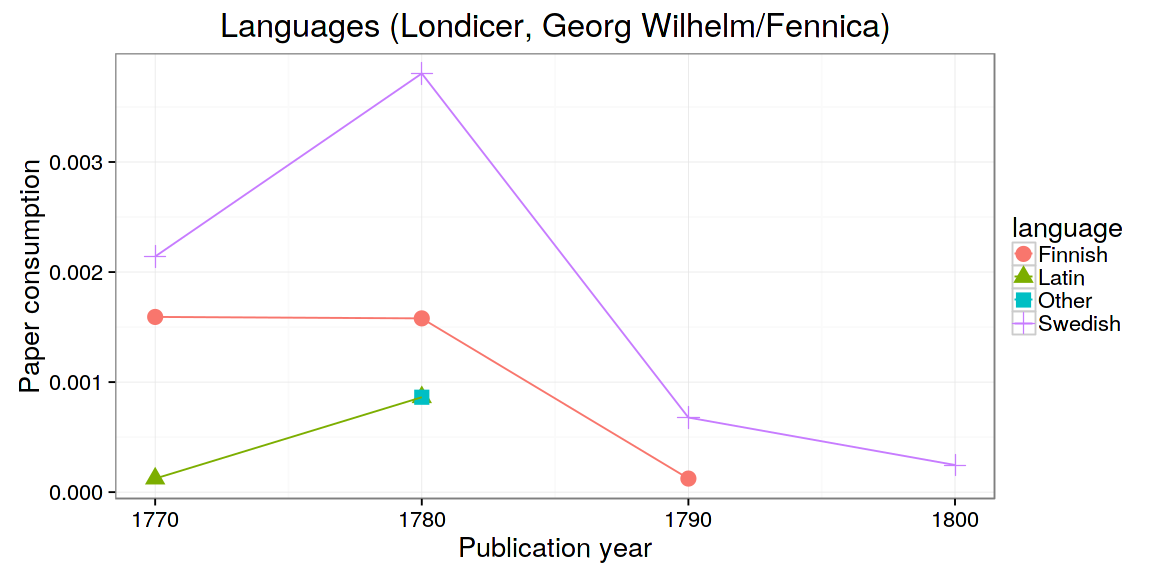 Languages (Londicer, Georg Wilhelm/Fennica)
Paper consumption
0.003
0.002
0.001
0.000
1770 1780 1790 1800
Publication year
language
Finnish
Latin
Other
Swedish